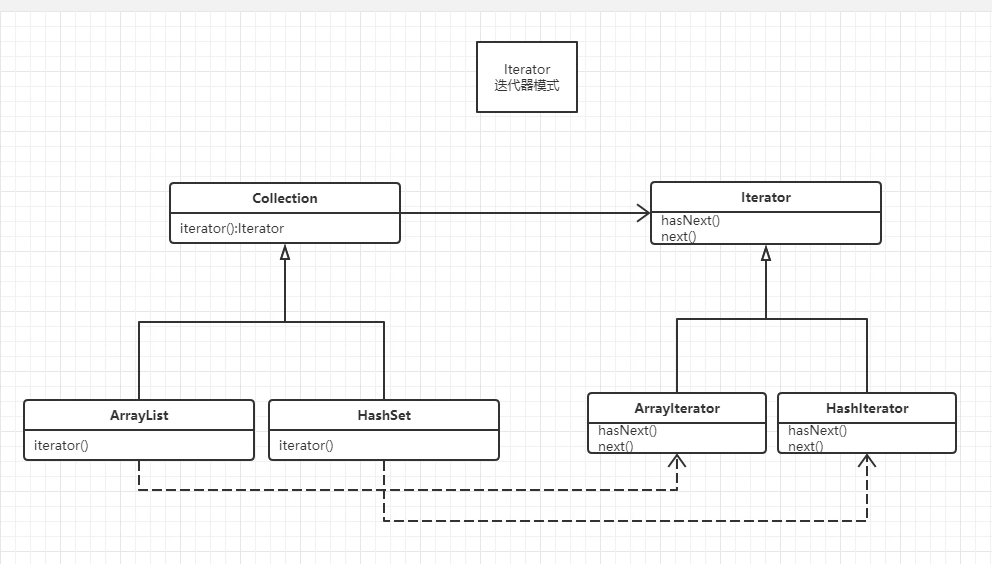 Iterator
迭代器模式
Collection
iterator():Iterator
Iterator
hasNext()
next()
ArrayList
iterator()
HashSet
iterator()
ArrayIterator
hasNext()
next()
HashIterator
hasNext()
next()